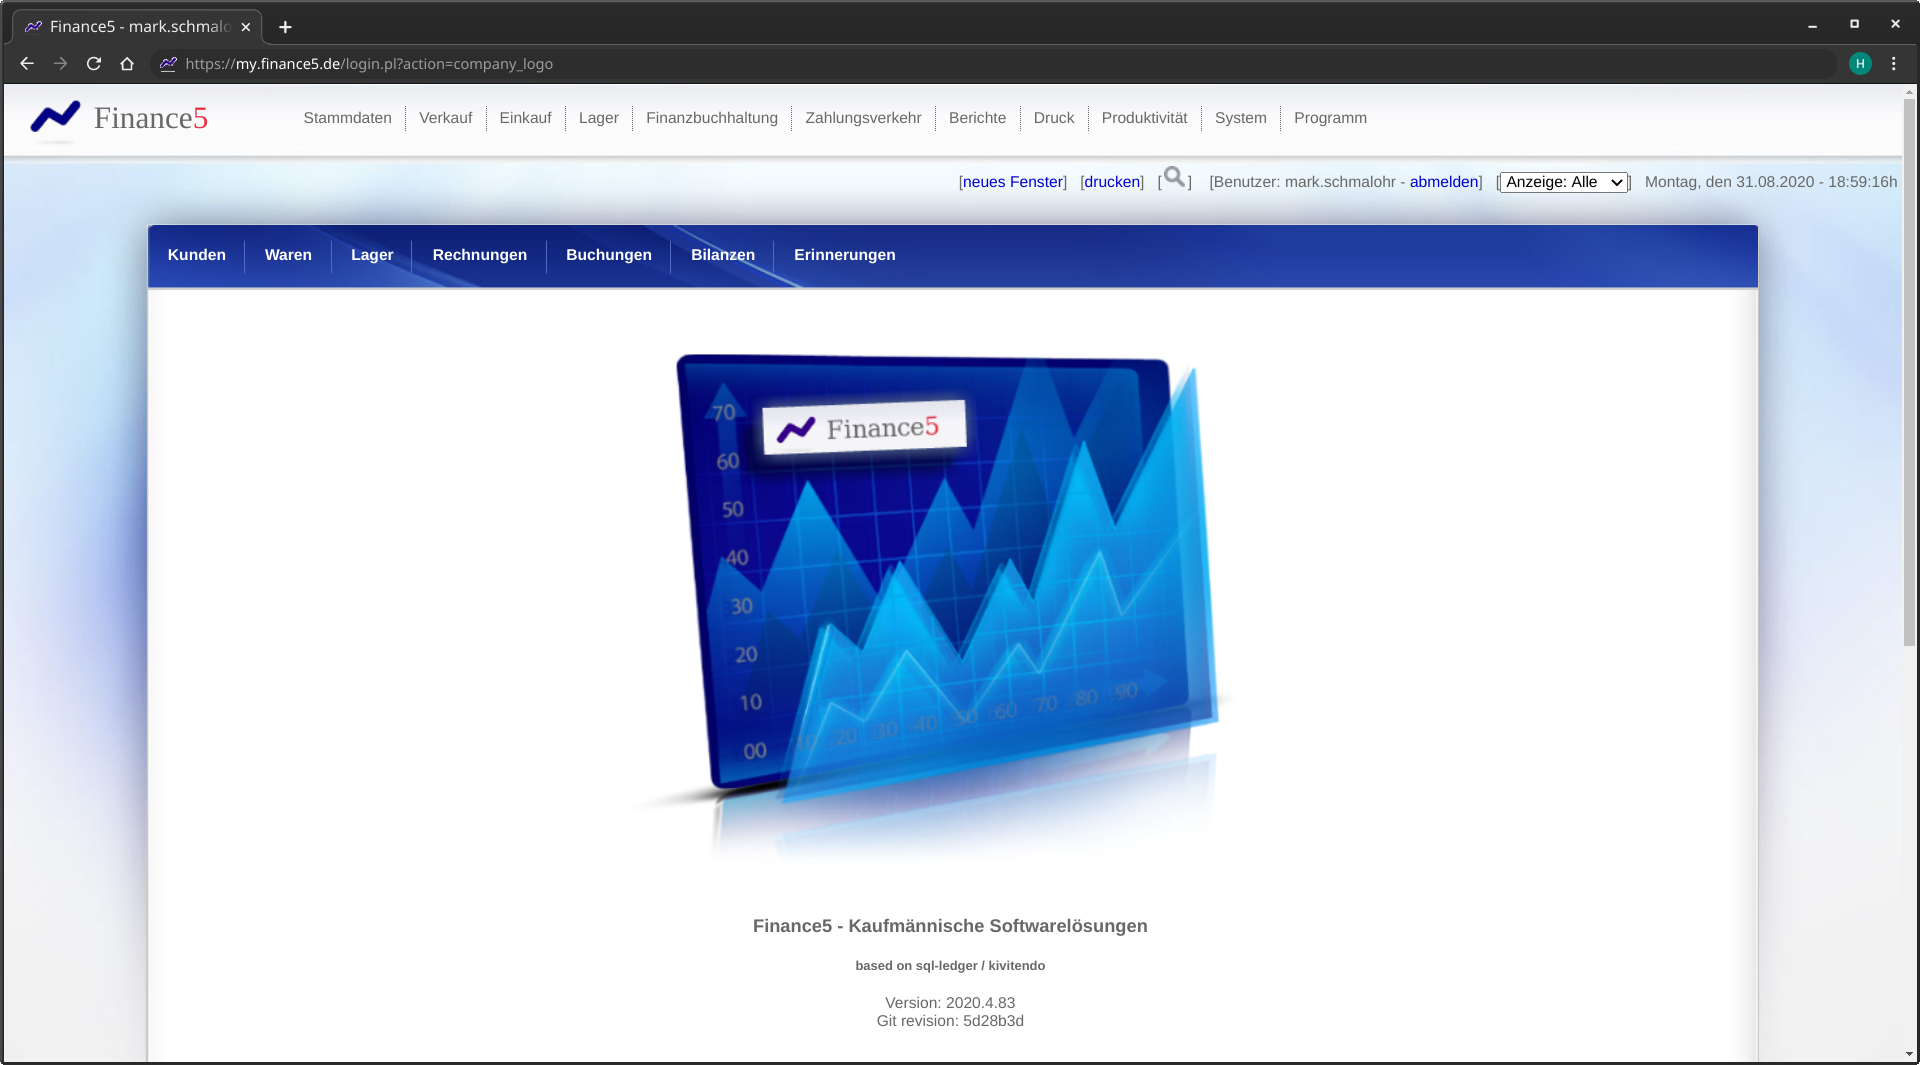 Finance5 - mark.schmalo
https://my.finance5.de/login.pl?action=company_logo
H
Finance5
Stammdaten Verkauf Einkauf Lager Finanzbuchhaltung Zahlungsverkehr Berichte Druck Produktivität System Programm
[neues Fenster] [drucken] [ ] [Benutzer: mark.schmalohr - abmelden] [Anzeige: Alle ] Montag, den 31.08.2020 - 18:59:16h
Kunden Waren Lager Rechnungen Buchungen Bilanzen Erinnerungen
70
Finance5
60
50
40
30
20
10
00 10 20 30 40 50 60 70 80 90
Finance5 - Kaufmännische Softwarelösungen
based on sql-ledger / kivitendo
Version: 2020.4.83
Git revision: 5d28b3d